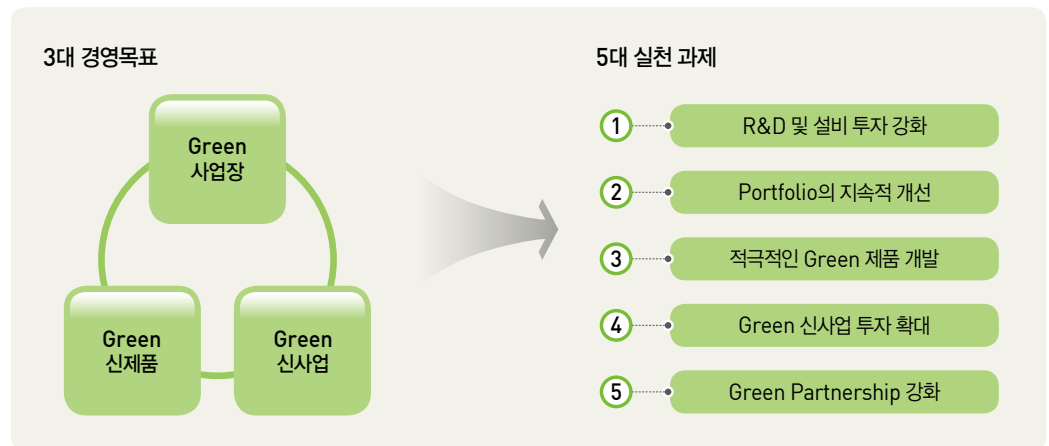 3대 경영목표
Green
사업장
Green
신제품
Green
신사업
5대 실천 과제
1 R&D 및 설비 투자 강화
2 Portfolio의 지속적 개선
3 적극적인 Green 제품 개발
4 Green 신사업 투자 확대
5 Green Partnership 강화